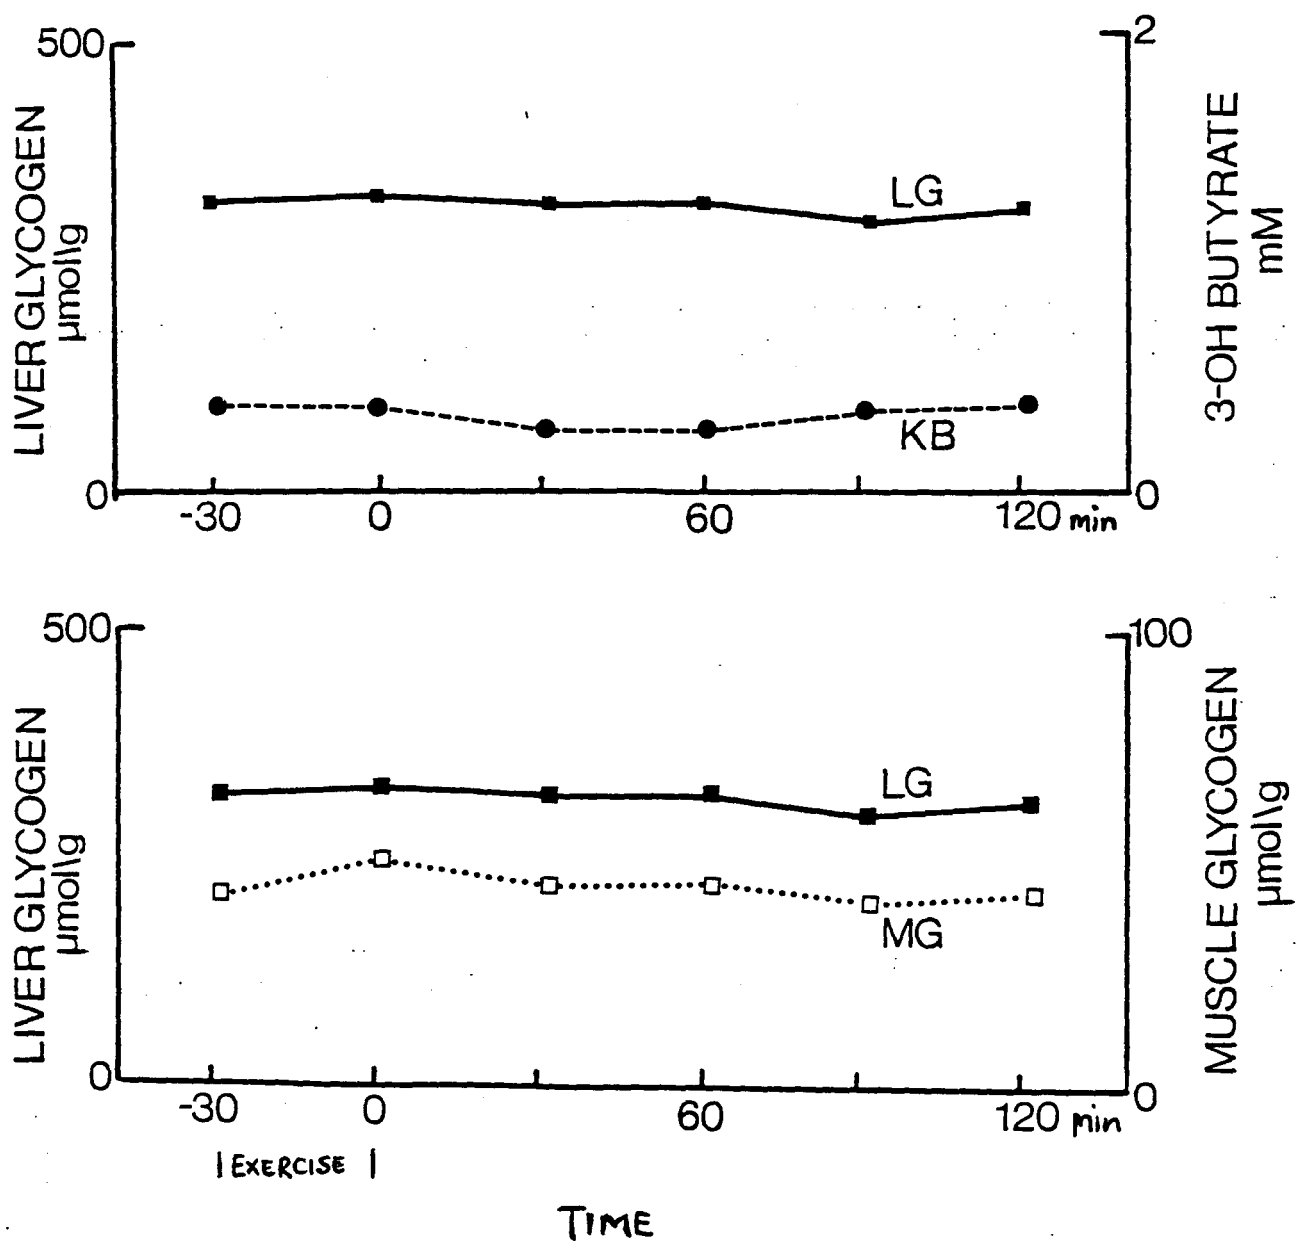 500
2
LIVER GLYCOGEN
µmol\g
LG
KB
3-OH BUTYRATE
mM
0
0
-30
0
60
120 min
500
100
LIVER GLYCOGEN
µmol\g
LG
MG
MUSCLE GLYCOGEN
µmol\g
0
0
-30
0
60
120 min
| EXERCISE |
TIME